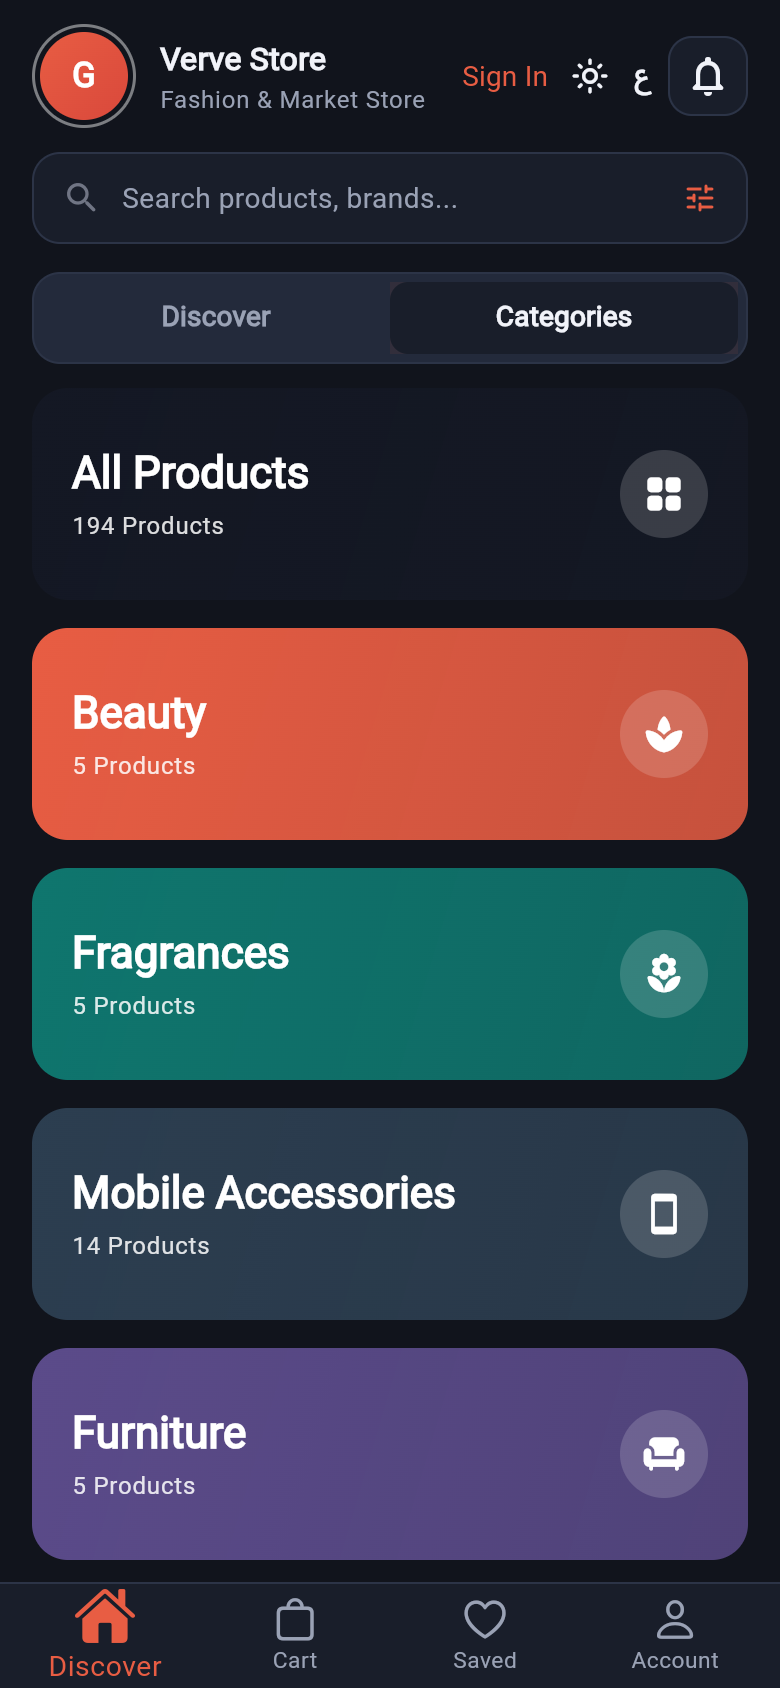 G
Verve Store
Fashion & Market Store
Sign In
ع
Search products, brands...
Discover
Categories
All Products
194 Products
Beauty
5 Products
Fragrances
5 Products
Mobile Accessories
14 Products
Furniture
5 Products
Discover
Cart
Saved
Account